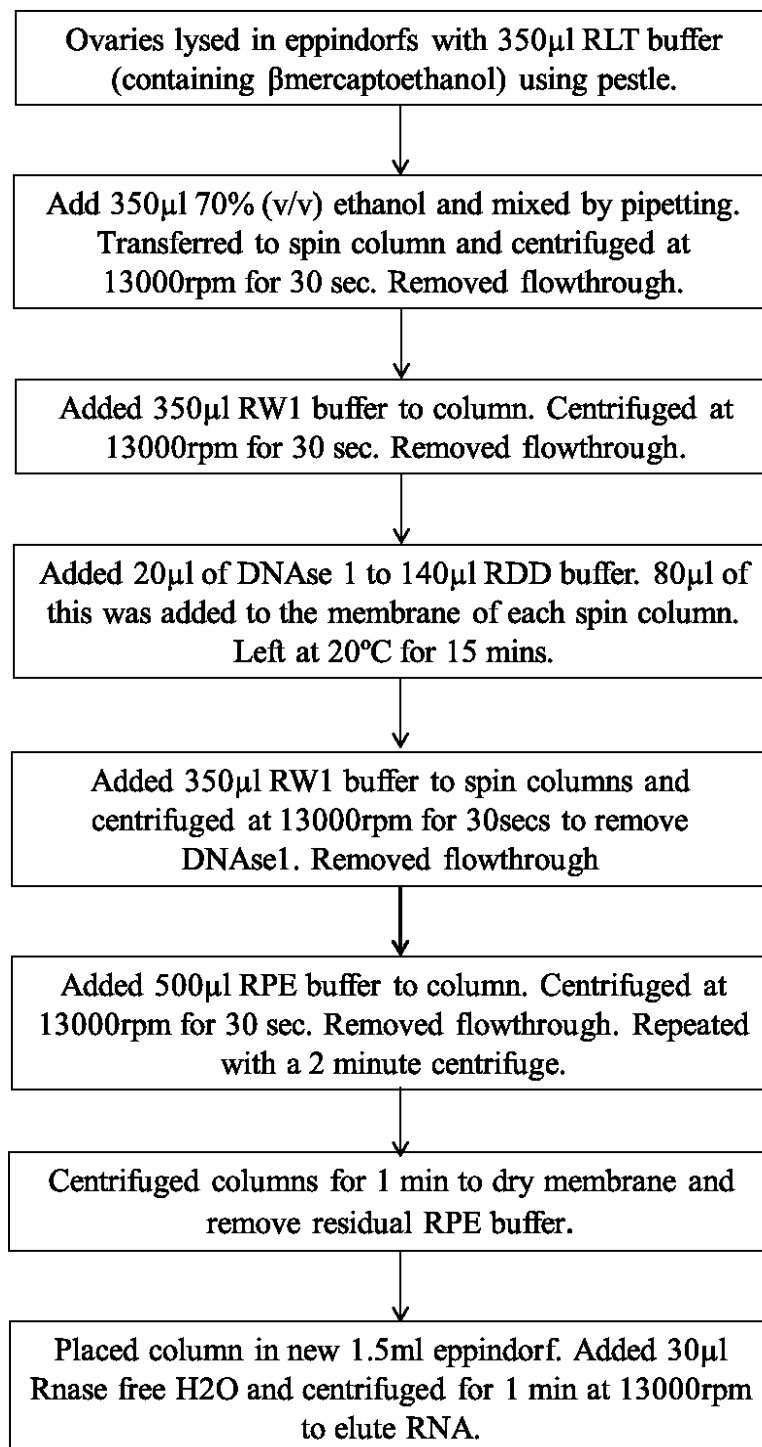 Ovaries lysed in eppindorfs with 350µl RLT buffer
(containing βmercaptoethanol) using pestle.
Add 350µl 70% (v/v) ethanol and mixed by pipetting.
Transferred to spin column and centrifuged at
13000rpm for 30 sec. Removed flowthrough.
Added 350µl RW1 buffer to column. Centrifuged at
13000rpm for 30 sec. Removed flowthrough.
Added 20µl of DNAse 1 to 140µl RDD buffer. 80µl of
this was added to the membrane of each spin column.
Left at 20ºC for 15 mins.
Added 350µl RW1 buffer to spin columns and
centrifuged at 13000rpm for 30secs to remove
DNAse1. Removed flowthrough
Added 500µl RPE buffer to column. Centrifuged at
13000rpm for 30 sec. Removed flowthrough. Repeated
with a 2 minute centrifuge.
Centrifuged columns for 1 min to dry membrane and
remove residual RPE buffer.
Placed column in new 1.5ml eppindorf. Added 30µl
Rnase free H2O and centrifuged for 1 min at 13000rpm
to elute RNA.